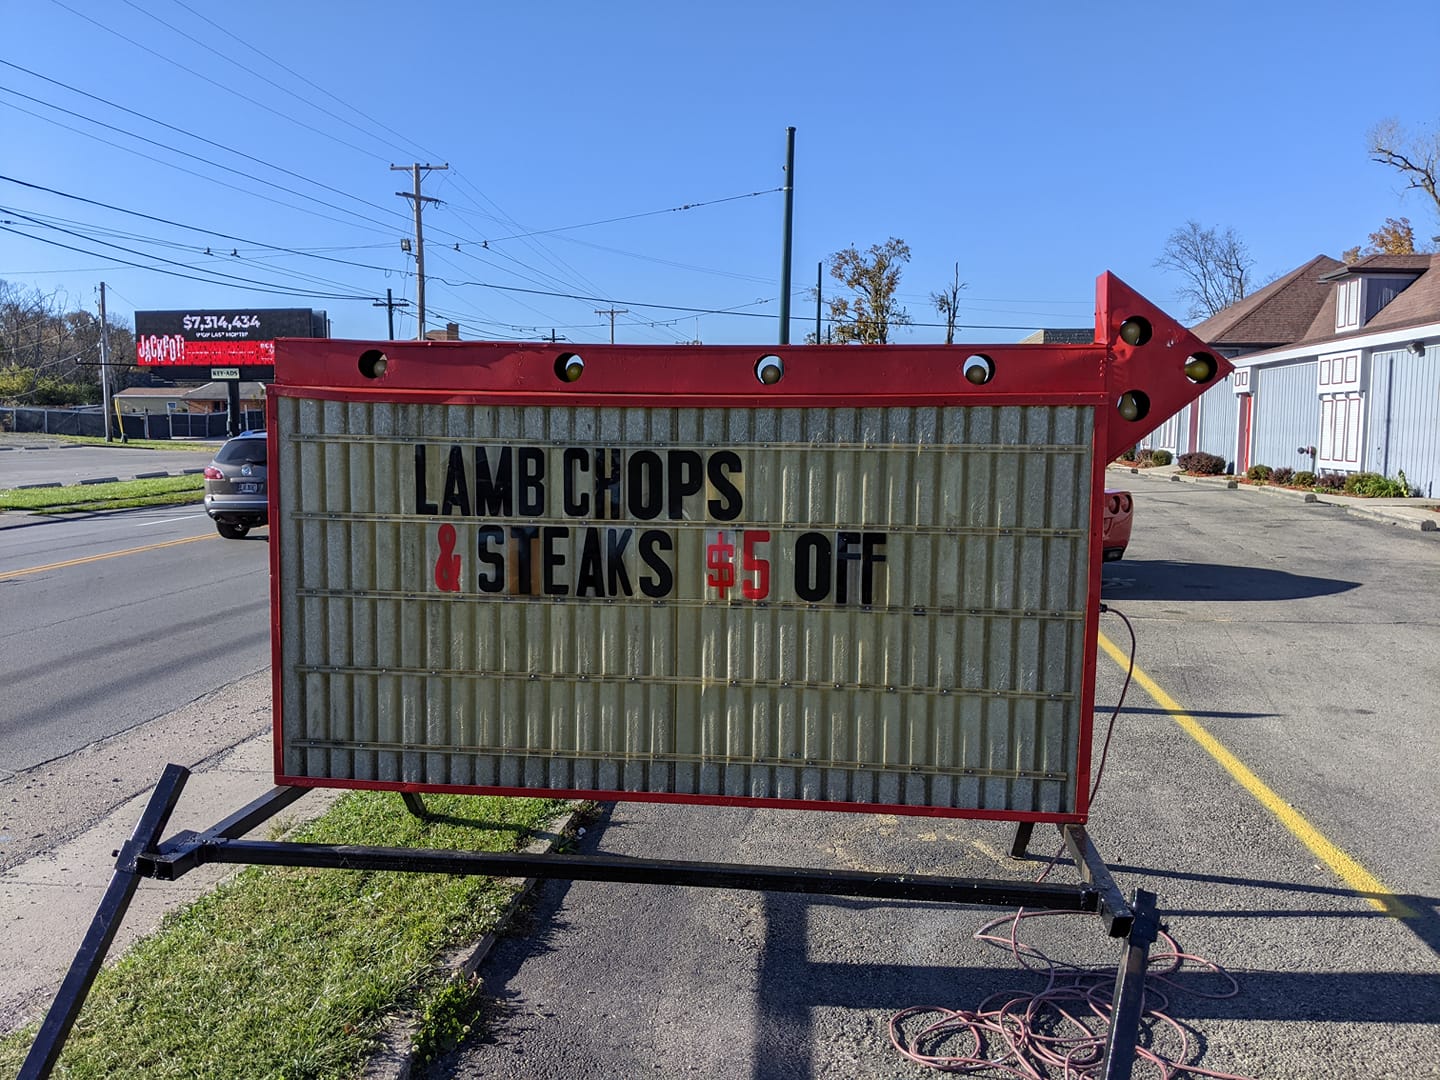 $7,314,434
JACKPOT!
KEY-ADS
LAMB CHOPS
& STEAKS $5 OFF